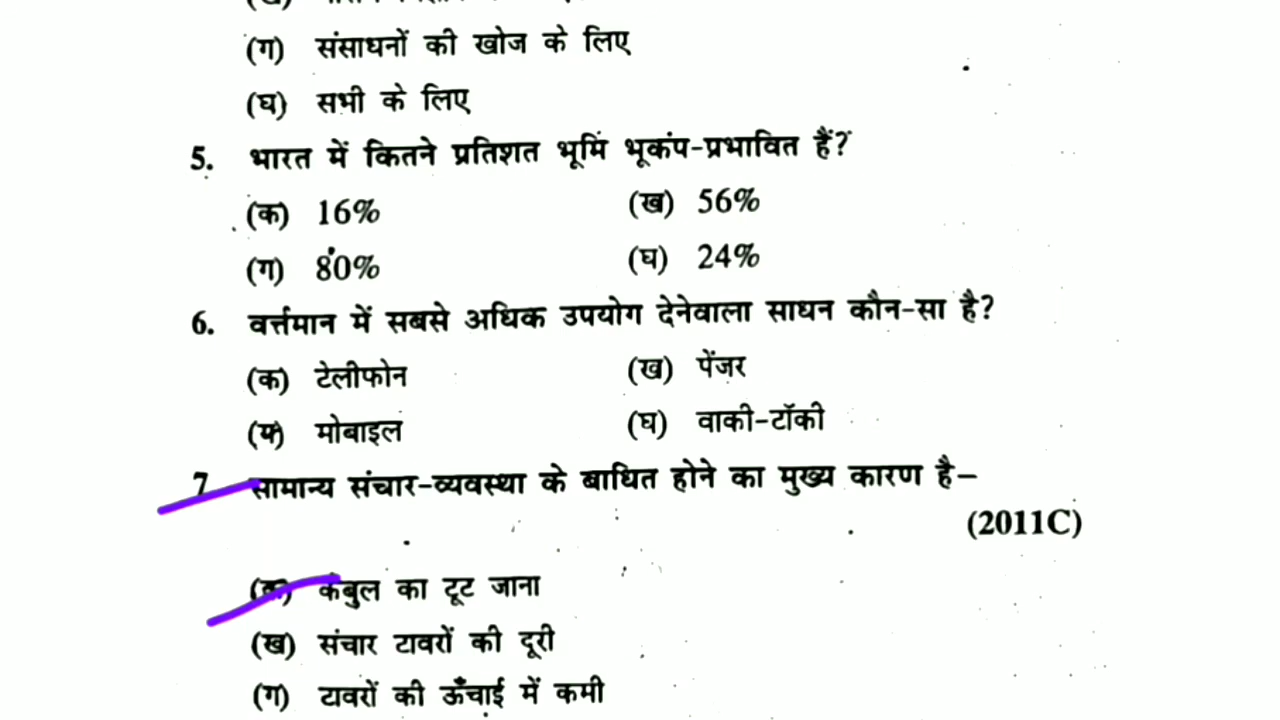 (ग) संसाधनों की खोज के लिए
(घ) सभी के लिए
5. भारत में कितने प्रतिशत भूमि भूकंप-प्रभावित हैं?
(क) 16% (ख) 56%
(ग) 80% (घ) 24%
6. वर्त्तमान में सबसे अधिक उपयोग देनेवाला साधन कौन-सा है?
(क) टेलीफोन (ख) पेंजर
(ग) मोबाइल (घ) वाकी-टॉकी
7. सामान्य संचार-व्यवस्था के बाधित होने का मुख्य कारण है–
(2011C)
(क) केबुल का टूट जाना
(ख) संचार टावरों की दूरी
(ग) टावरों की ऊँचाई में कमी